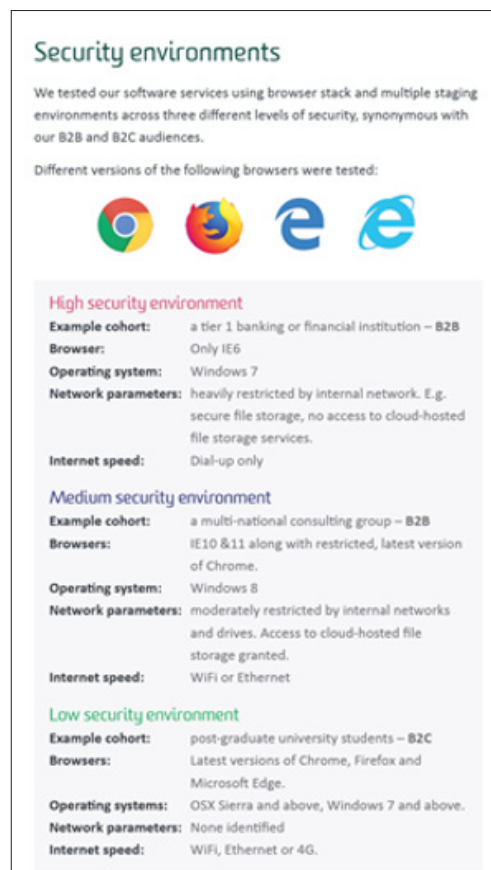 Security environments
We tested our software services using browser stack and multiple staging
environments across three different levels of security, synonymous with
our B2B and B2C audiences.
Different versions of the following browsers were tested:
High security environment
Example cohort: a tier 1 banking or financial institution – B2B
Browser: Only IE6
Operating system: Windows 7
Network parameters: heavily restricted by internal network. E.g.
secure file storage, no access to cloud-hosted
file storage services.
Internet speed: Dial-up only
Medium security environment
Example cohort: a multi-national consulting group – B2B
Browsers: IE10 &11 along with restricted, latest version
of Chrome.
Operating system: Windows 8
Network parameters: moderately restricted by internal networks
and drives. Access to cloud-hosted file
storage granted.
Internet speed: WiFi or Ethernet
Low security environment
Example cohort: post-graduate university students – B2C
Browsers: Latest versions of Chrome, Firefox and
Microsoft Edge.
Operating systems: OSX Sierra and above, Windows 7 and above.
Network parameters: None identified
Internet speed: WiFi, Ethernet or 4G.